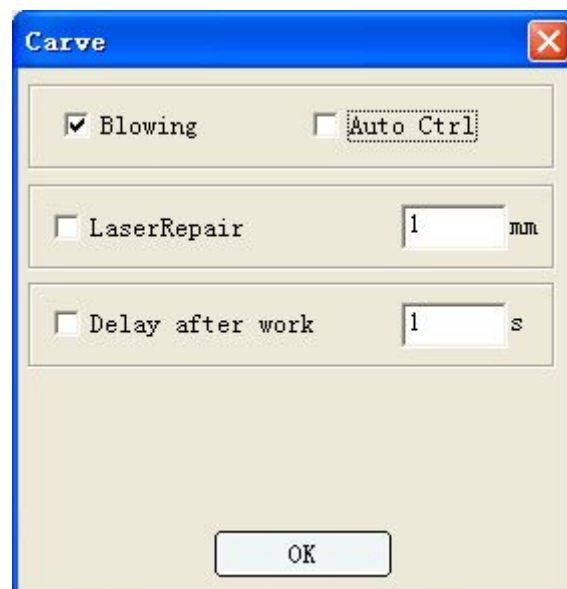 Carve
Blowing Auto Ctrl
LaserRepair 1 mm
Delay after work 1 s
OK